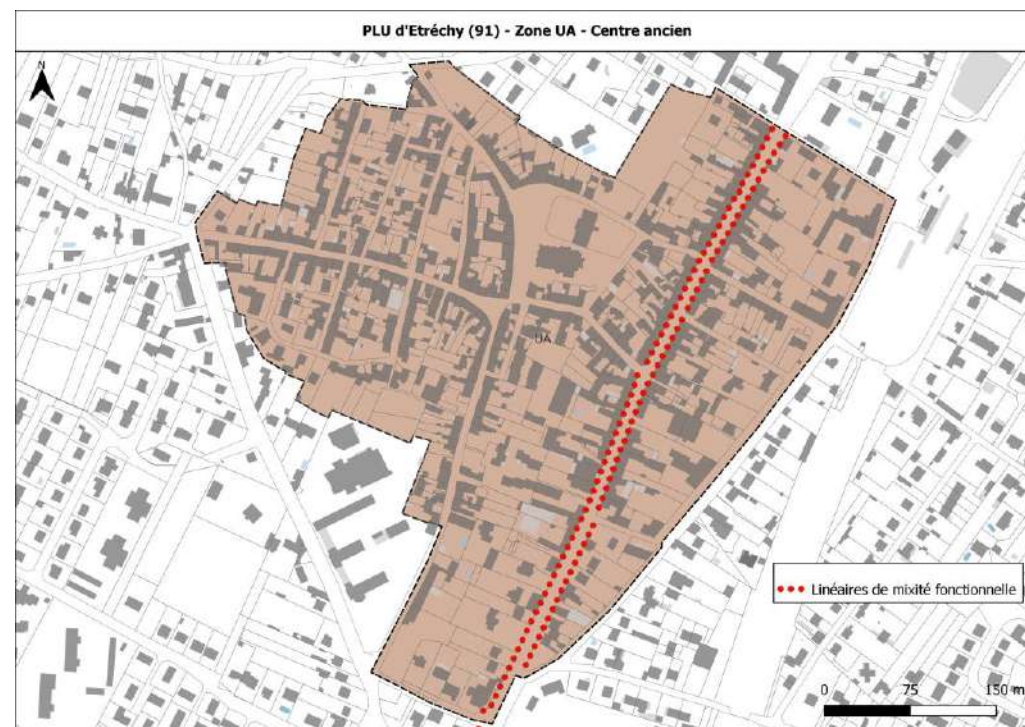 PLU d'Etréchy (91) - Zone UA - Centre ancien
N
UA
Linéaires de mixité fonctionnelle
0 75 150 m